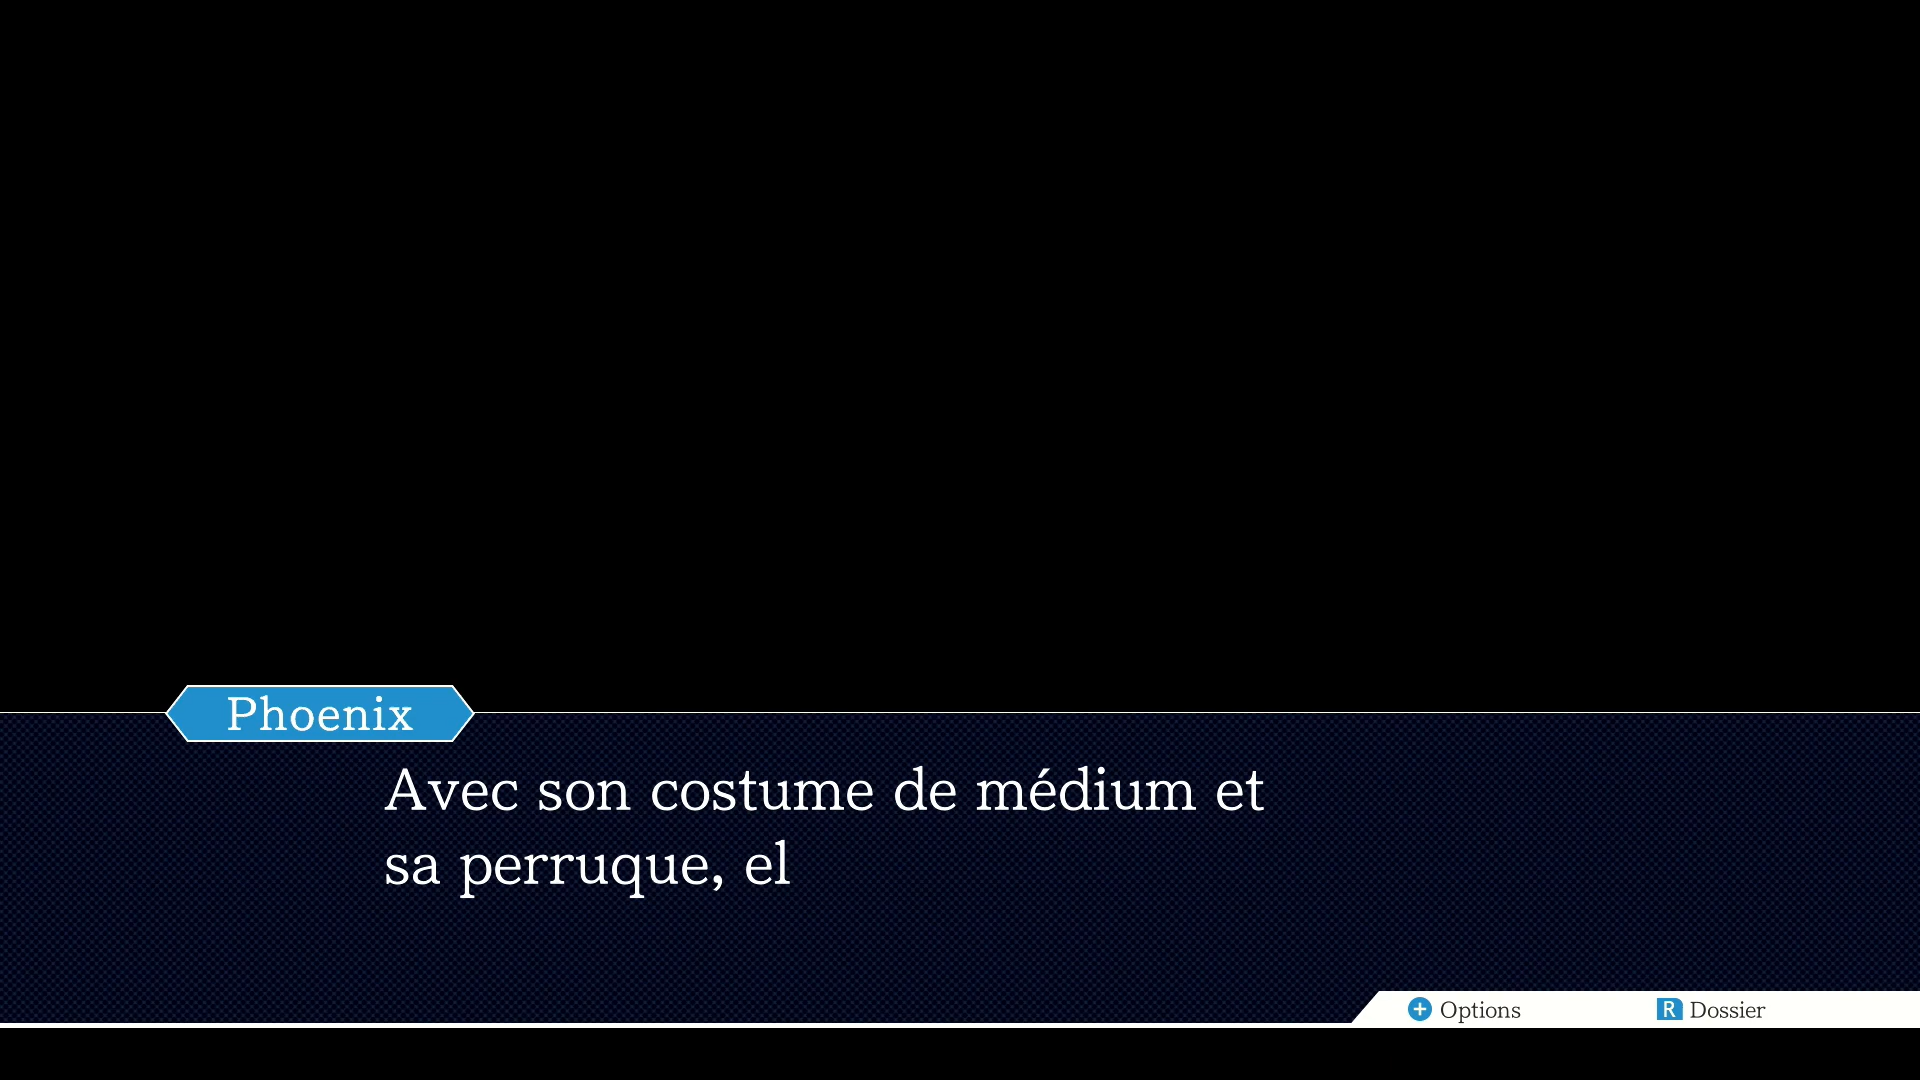 Phoenix
Avec son costume de médium et
sa perruque, el
+ Options
R Dossier